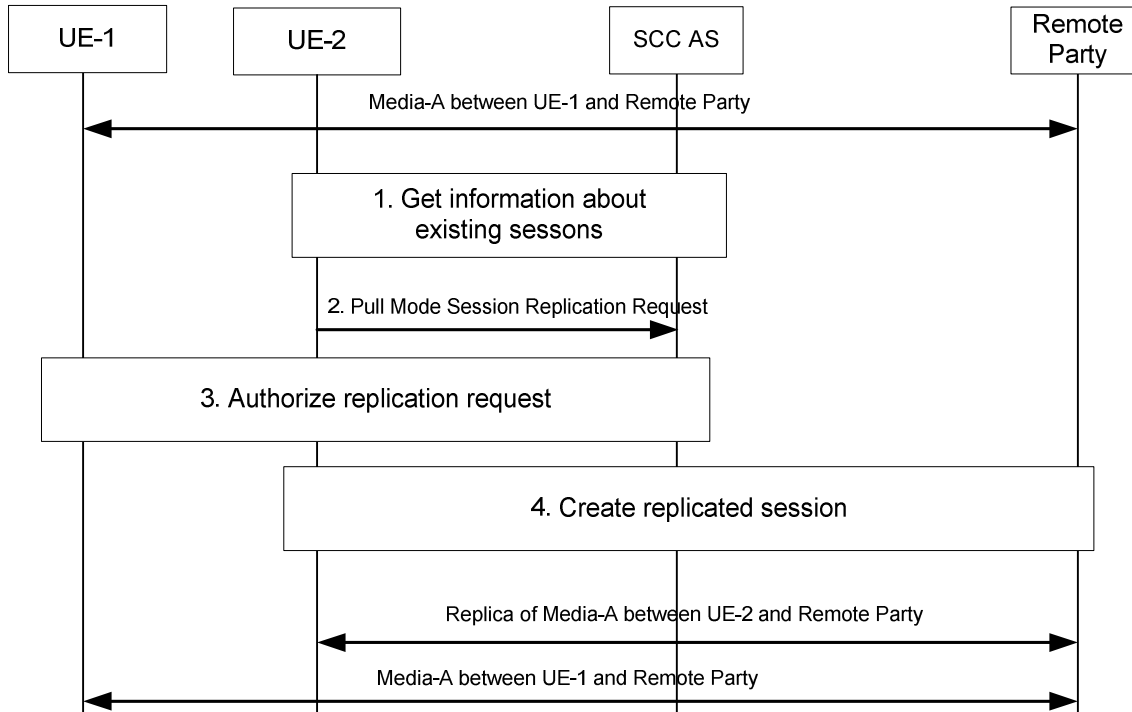 UE-1
UE-2
SCC AS
Remote
Party
Media-A between UE-1 and Remote Party
1. Get information about
existing sessons
2. Pull Mode Session Replication Request
3. Authorize replication request
4. Create replicated session
Replica of Media-A between UE-2 and Remote Party
Media-A between UE-1 and Remote Party